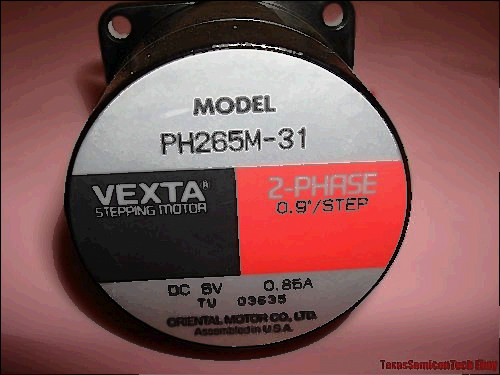 MODEL
PH265M-31
VEXTA®
STEPPING MOTOR
2-PHASE
0.9°/STEP
DC 6V 0.85A
TU 03635
ORIENTAL MOTOR CO., LTD.
Assembled in U.S.A.
TexasSemiconTech Ebay